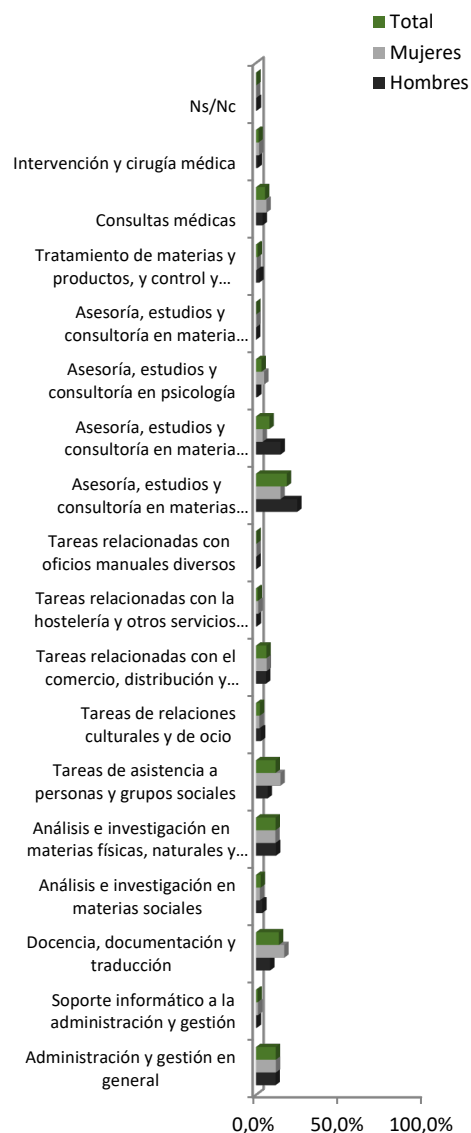 Total
Mujeres
Hombres
Ns/Nc
Intervención y cirugía médica
Consultas médicas
Tratamiento de materias y
productos, y control y…
Asesoría, estudios y
consultoría en materia…
Asesoría, estudios y
consultoría en psicología
Asesoría, estudios y
consultoría en materia…
Asesoría, estudios y
consultoría en materias…
Tareas relacionadas con
oficios manuales diversos
Tareas relacionadas con la
hostelería y otros servicios…
Tareas relacionadas con el
comercio, distribución y…
Tareas de relaciones
culturales y de ocio
Tareas de asistencia a
personas y grupos sociales
Análisis e investigación en
materias físicas, naturales y…
Análisis e investigación en
materias sociales
Docencia, documentación y
traducción
Soporte informático a la
administración y gestión
Administración y gestión en
general
0,0% 50,0% 100,0%